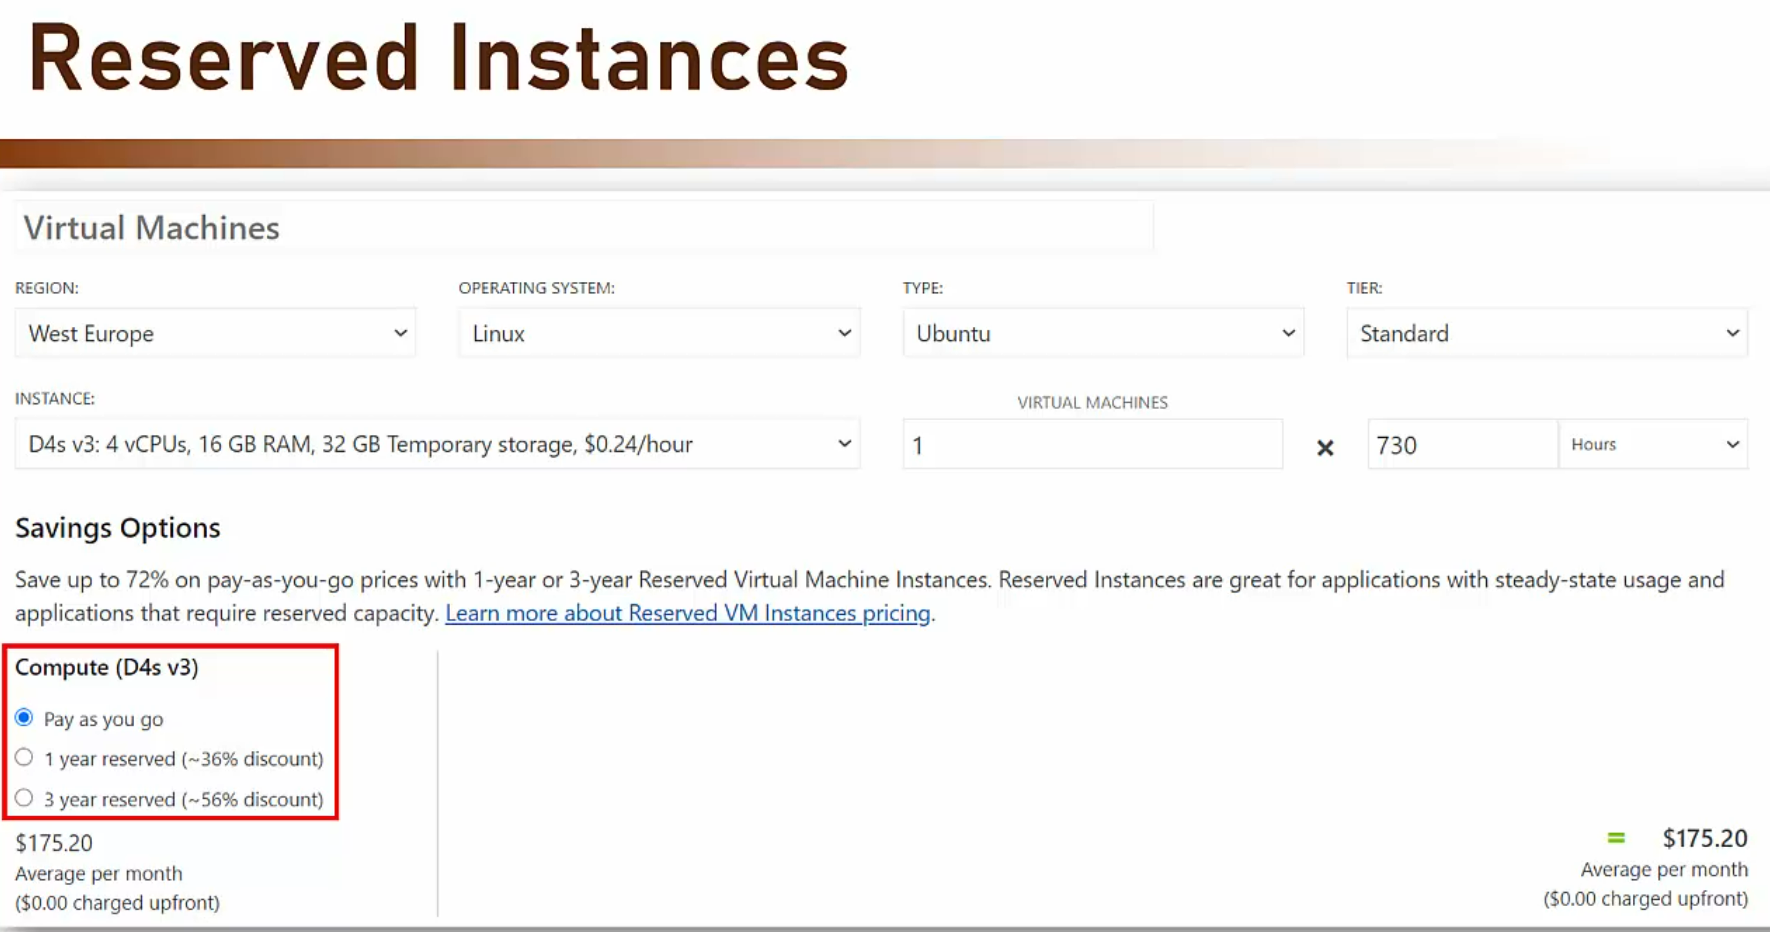 Reserved Instances
Virtual Machines
REGION:
OPERATING SYSTEM:
TYPE:
TIER:
West Europe
Linux
Ubuntu
Standard
INSTANCE:
VIRTUAL MACHINES
D4s v3: 4 vCPUs, 16 GB RAM, 32 GB Temporary storage, $0.24/hour
1
×
730
Hours
Savings Options
Save up to 72% on pay-as-you-go prices with 1-year or 3-year Reserved Virtual Machine Instances. Reserved Instances are great for applications with steady-state usage and
applications that require reserved capacity. Learn more about Reserved VM Instances pricing.
Compute (D4s v3)
Pay as you go
1 year reserved (~36% discount)
3 year reserved (~56% discount)
$175.20
Average per month
($0.00 charged upfront)
= $175.20
Average per month
($0.00 charged upfront)